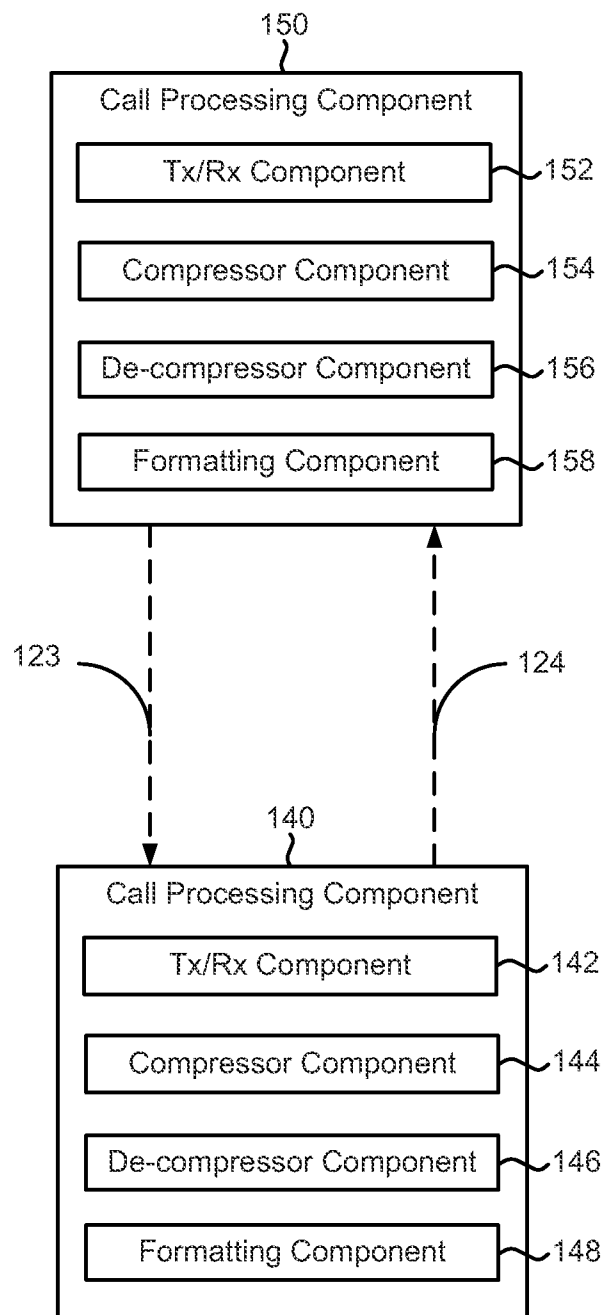 150
Call Processing Component
Tx/Rx Component
152
Compressor Component
154
De-compressor Component
156
Formatting Component
158
123
124
140
Call Processing Component
Tx/Rx Component
142
Compressor Component
144
De-compressor Component
146
Formatting Component
148